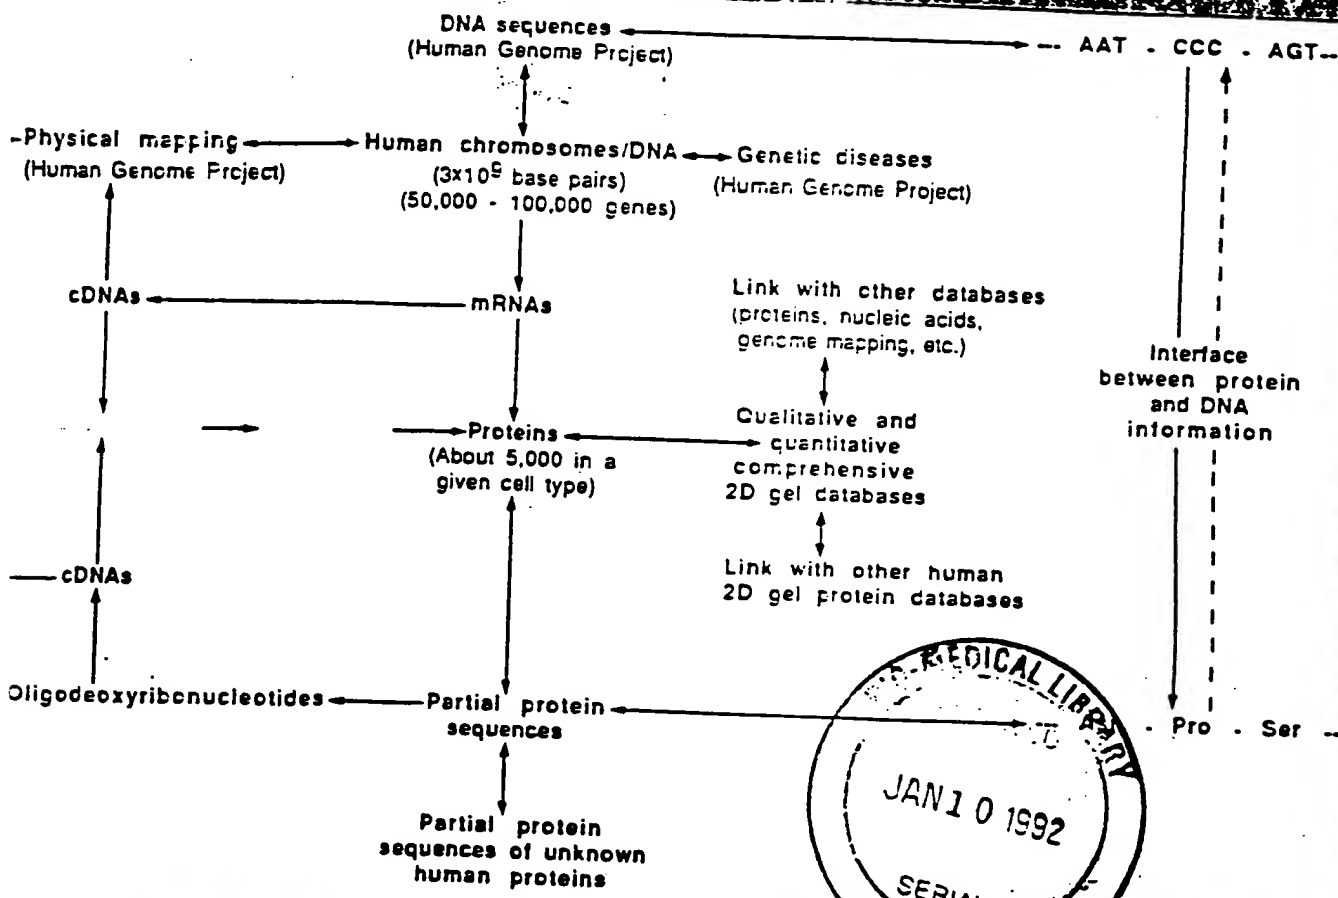 DNA sequences
(Human Genome Project)
--- AAT - CCC - AGT--
Physical mapping
(Human Genome Project)
Human chromosomes/DNA
(3x10⁹ base pairs)
(50,000 - 100,000 genes)
Genetic diseases
(Human Genome Project)
cDNAs
mRNAs
Link with other databases
(proteins, nucleic acids,
genome mapping, etc.)
Interface
between protein
and DNA
information
Proteins
(About 5,000 in a
given cell type)
Qualitative and
quantitative
comprehensive
2D gel databases
cDNAs
Link with other human
2D gel protein databases
Oligodeoxyribonucleotides
Partial protein
sequences
- Pro - Ser --
Partial protein
sequences of unknown
human proteins
MEDICAL LIBRARY
JAN 10 1992